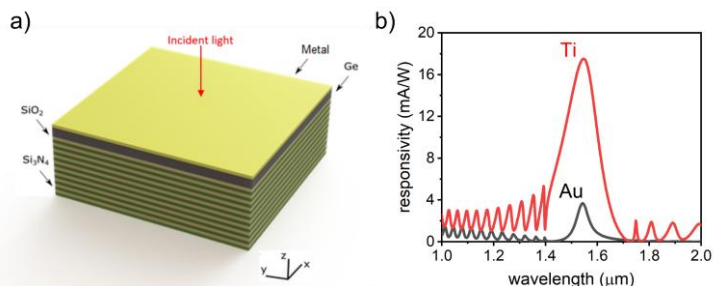 a)
Incident light
Metal
Ge
SiO₂
Si₃N₄
z
y
x
b)
responsivity (mA/W)
20
16
12
8
4
0
Ti
Au
1.0 1.2 1.4 1.6 1.8 2.0
wavelength (μm)